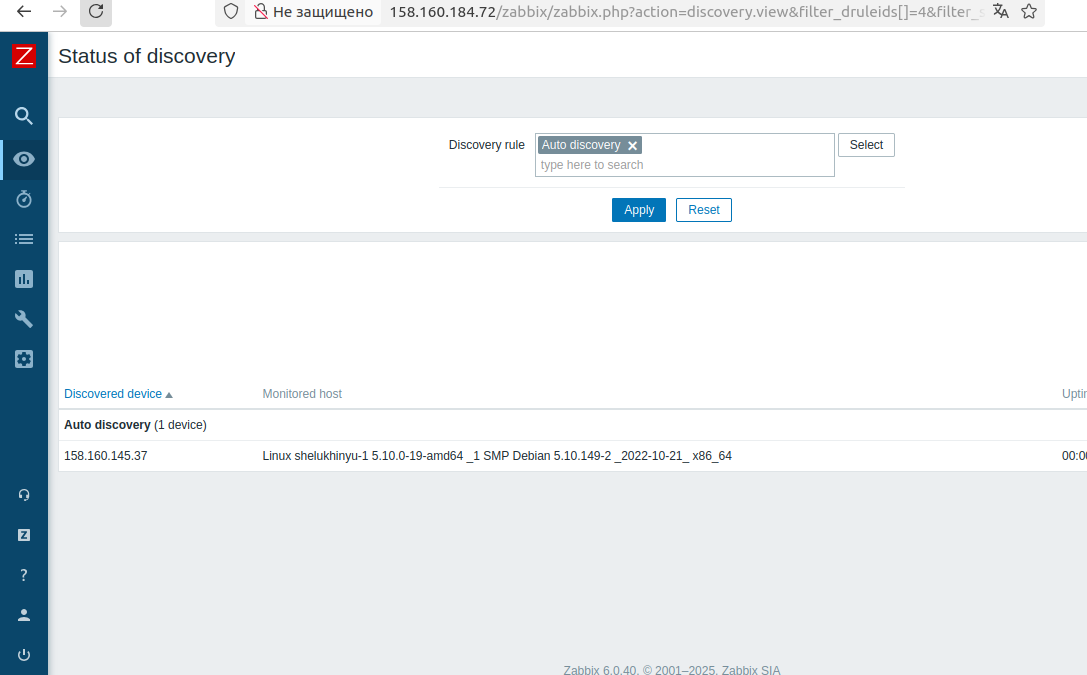 Не защищено 158.160.184.72/zabbix/zabbix.php?action=discovery.view&filter_druleids[]=4&filter_s
Z
Status of discovery
Discovery rule Auto discovery Select
type here to search
Apply Reset
Discovered device Monitored host Uptim
Auto discovery (1 device)
158.160.145.37 Linux shelukhinyu-1 5.10.0-19-amd64 _1 SMP Debian 5.10.149-2 _2022-10-21_ x86_64 00:00
Z
?
Zabbix 6.0.40. © 2001–2025, Zabbix SIA